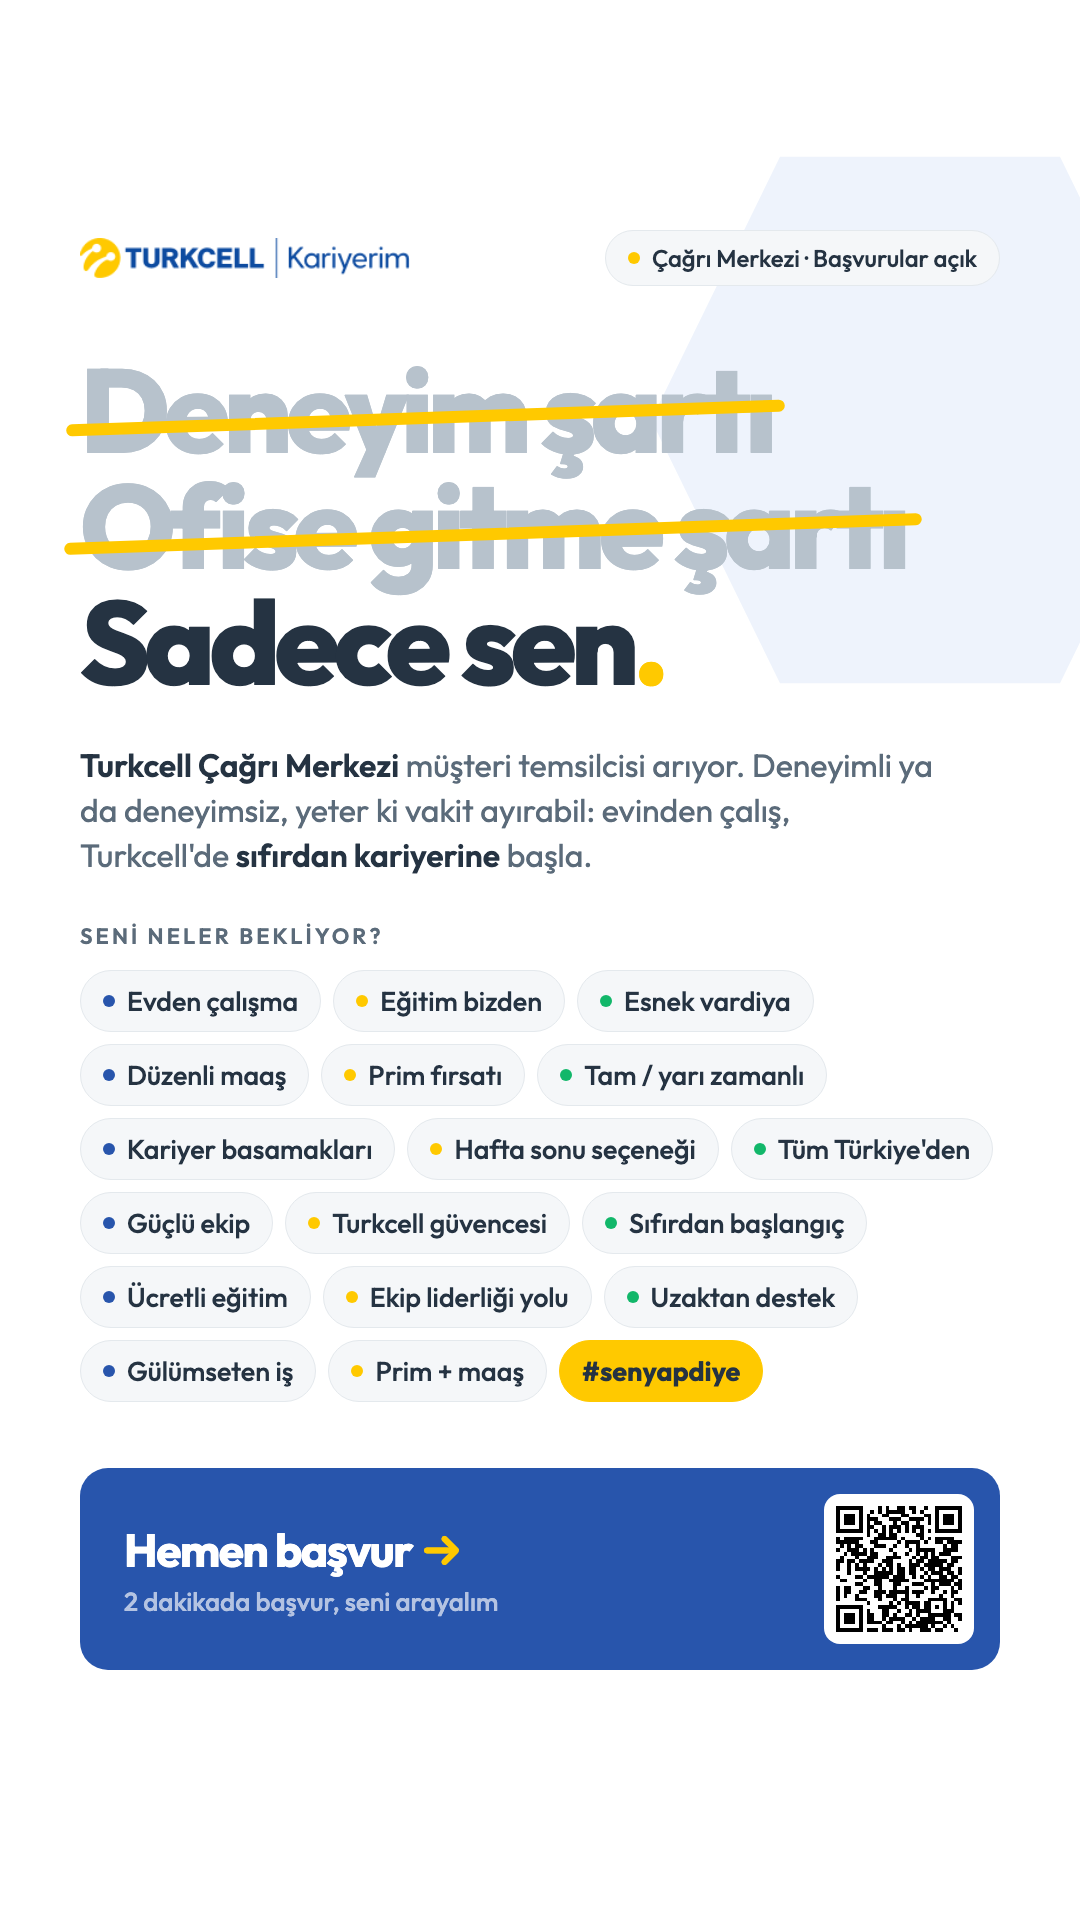 TURKCELL | Kariyerim
Çağrı Merkezi · Başvurular açık
Deneyim şartı
Ofise gitme şartı
Sadece sen.
Turkcell Çağrı Merkezi müşteri temsilcisi arıyor. Deneyimli ya
da deneyimsiz, yeter ki vakit ayırabil: evinden çalış,
Turkcell'de sıfırdan kariyerine başla.
SENİ NELER BEKLİYOR?
Evden çalışma Eğitim bizden Esnek vardiya
Düzenli maaş Prim fırsatı Tam / yarı zamanlı
Kariyer basamakları Hafta sonu seçeneği Tüm Türkiye'den
Güçlü ekip Turkcell güvencesi Sıfırdan başlangıç
Ücretli eğitim Ekip liderliği yolu Uzaktan destek
Gülümseten iş Prim + maaş #senyapdiye
Hemen başvur →
2 dakikada başvur, seni arayalım